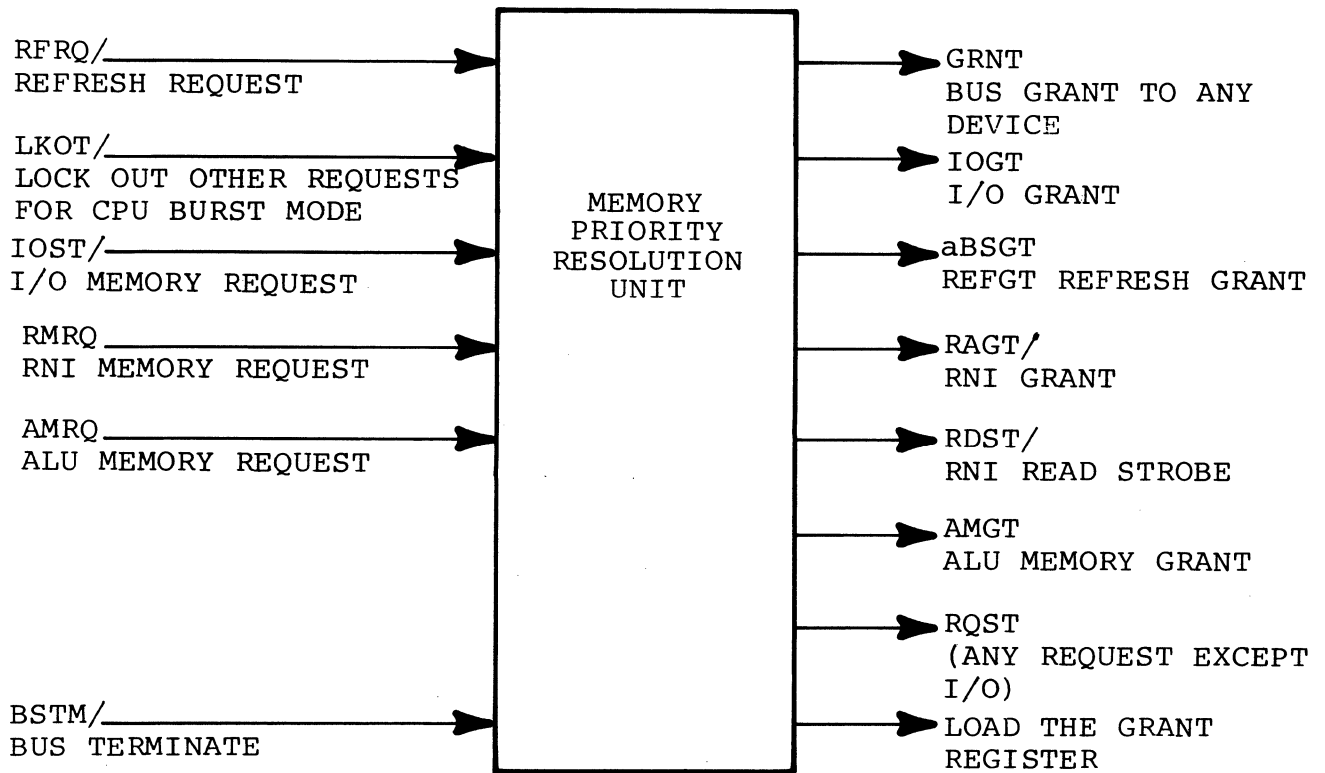 RFRQ/
REFRESH REQUEST
LKOT/
LOCK OUT OTHER REQUESTS
FOR CPU BURST MODE
IOST/
I/O MEMORY REQUEST
RMRQ
RNI MEMORY REQUEST
AMRQ
ALU MEMORY REQUEST
BSTM/
BUS TERMINATE
MEMORY
PRIORITY
RESOLUTION
UNIT
GRNT
BUS GRANT TO ANY
DEVICE
IOGT
I/O GRANT
aBSGT
REFGT REFRESH GRANT
RAGT/
RNI GRANT
RDST/
RNI READ STROBE
AMGT
ALU MEMORY GRANT
RQST
(ANY REQUEST EXCEPT
I/O)
LOAD THE GRANT
REGISTER